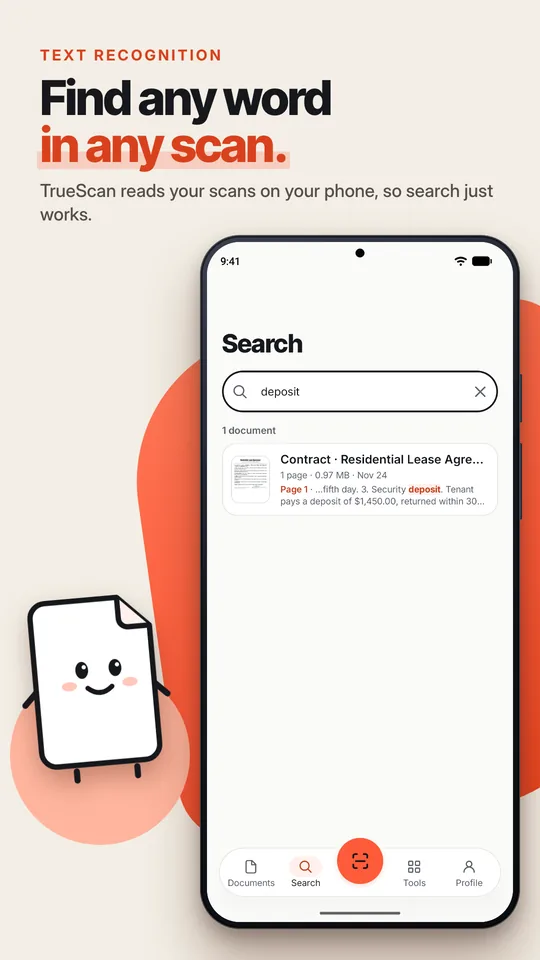 TEXT RECOGNITION
Find any word
in any scan.
TrueScan reads your scans on your phone, so search just
works.
9:41
Search
deposit
1 document
Contract · Residential Lease Agre...
1 page · 0.97 MB · Nov 24
Page 1 · ...fifth day. 3. Security deposit. Tenant
pays a deposit of $1,450.00, returned within 30...
Documents
Search
Tools
Profile